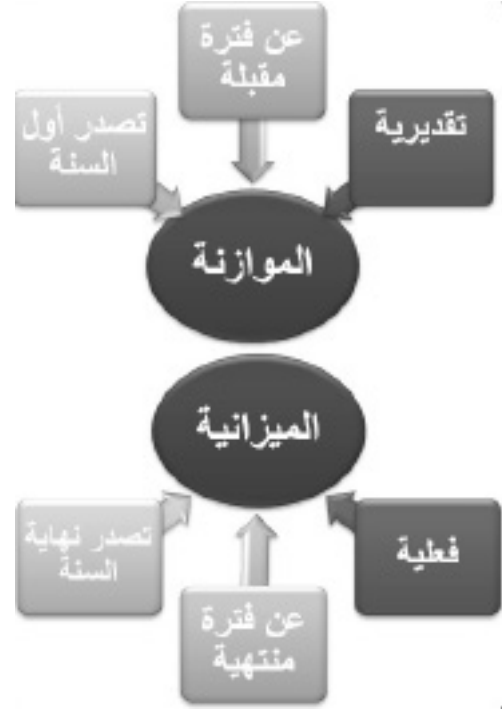 عن فترة
مقبلة
تقديرية
تصدر أول
السنة
الموازنة
الميزانية
فعلية
تصدر نهاية
السنة
عن فترة
منتهية